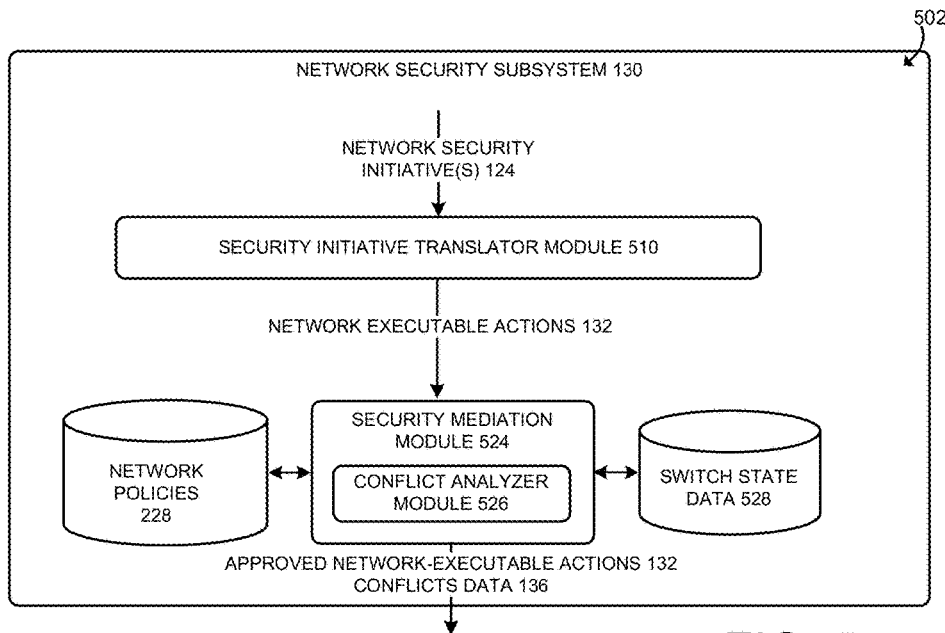 502
NETWORK SECURITY SUBSYSTEM 130
NETWORK SECURITY
INITIATIVE(S) 124
SECURITY INITIATIVE TRANSLATOR MODULE 510
NETWORK EXECUTABLE ACTIONS 132
NETWORK
POLICIES
228
SECURITY MEDIATION
MODULE 524
CONFLICT ANALYZER
MODULE 526
SWITCH STATE
DATA 528
APPROVED NETWORK-EXECUTABLE ACTIONS 132
CONFLICTS DATA 136